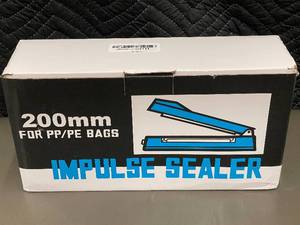 200mm
FOR PP/PE BAGS
IMPULSE SEALER